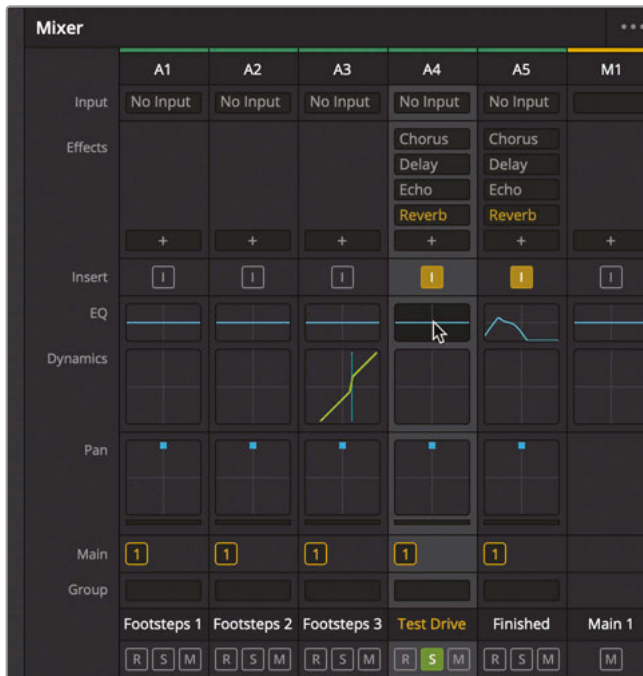 Mixer
A1 A2 A3 A4 A5 M1
Input No Input No Input No Input No Input No Input
Effects Chorus Chorus
Delay Delay
Echo Echo
Reverb Reverb
+ + + + + +
Insert I I I I I I
EQ
Dynamics
Pan
Main 1 1 1 1 1
Group
Footsteps 1 Footsteps 2 Footsteps 3 Test Drive Finished Main 1
R S M R S M R S M R S M R S M M